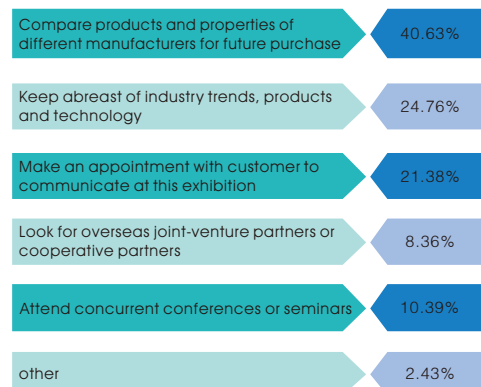 Compare products and properties of
different manufacturers for future purchase
40.63%
Keep abreast of industry trends, products
and technology
24.76%
Make an appointment with customer to
communicate at this exhibition
21.38%
Look for overseas joint-venture partners or
cooperative partners
8.36%
Attend concurrent conferences or seminars
10.39%
other
2.43%